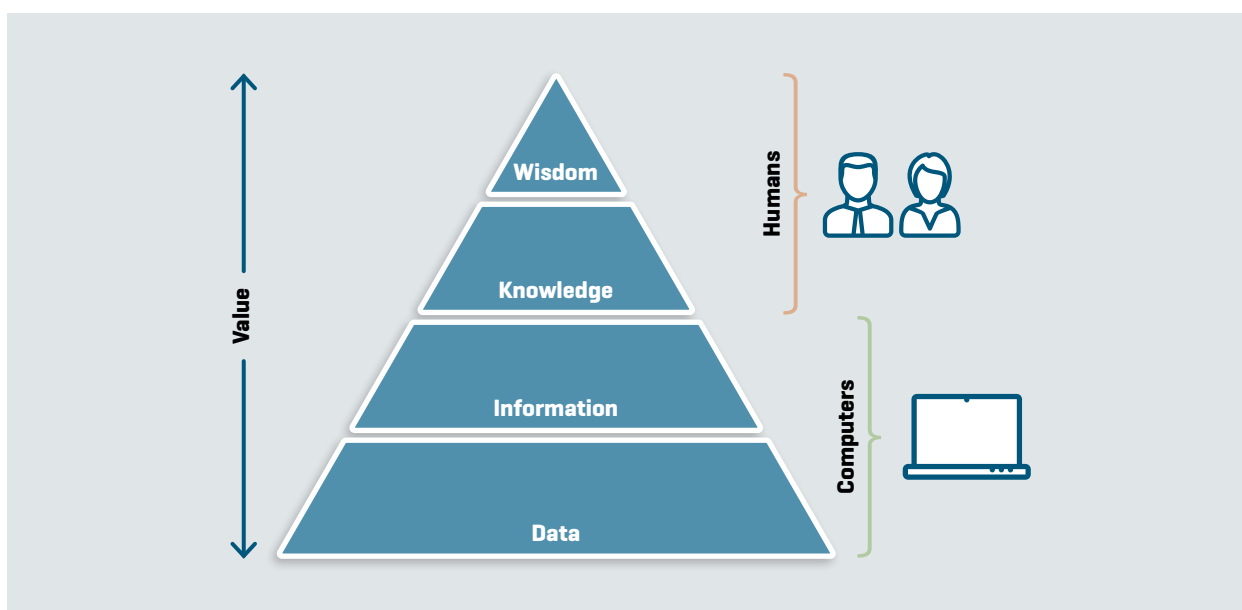 Wisdom
Knowledge
Information
Data
Value
Humans
Computers